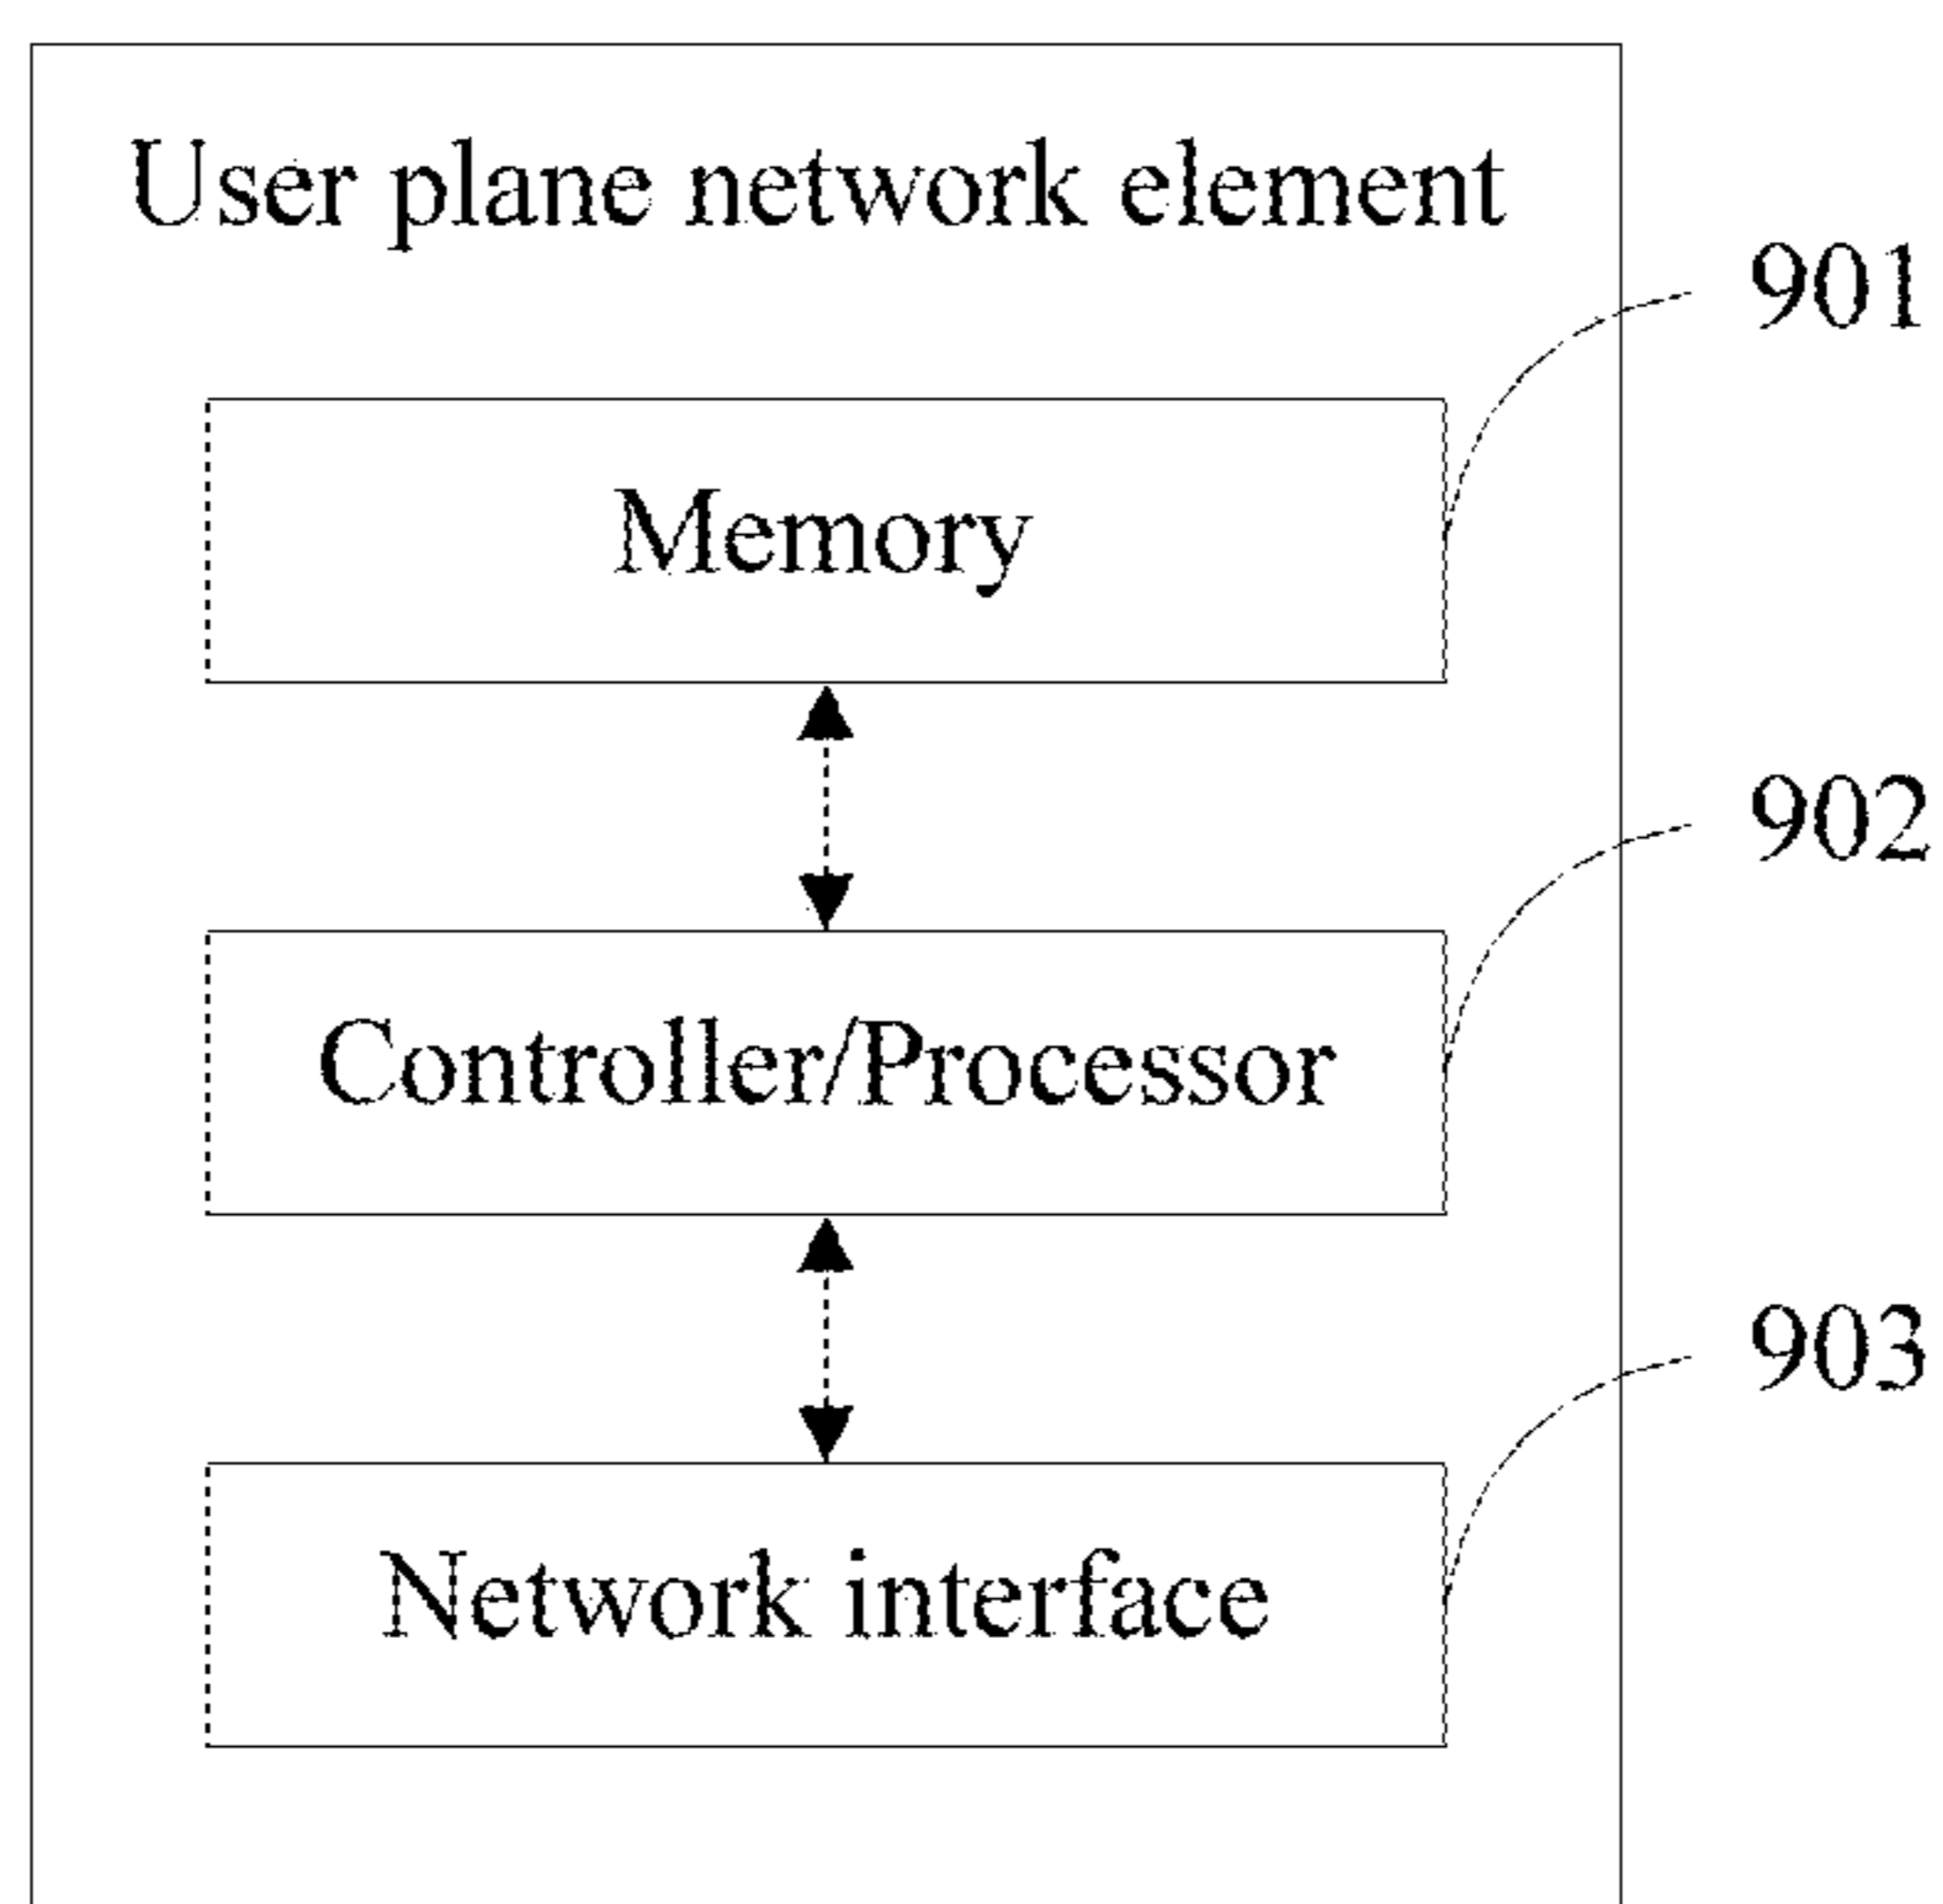 User plane network element
901
Memory
902
Controller/Processor
903
Network interface